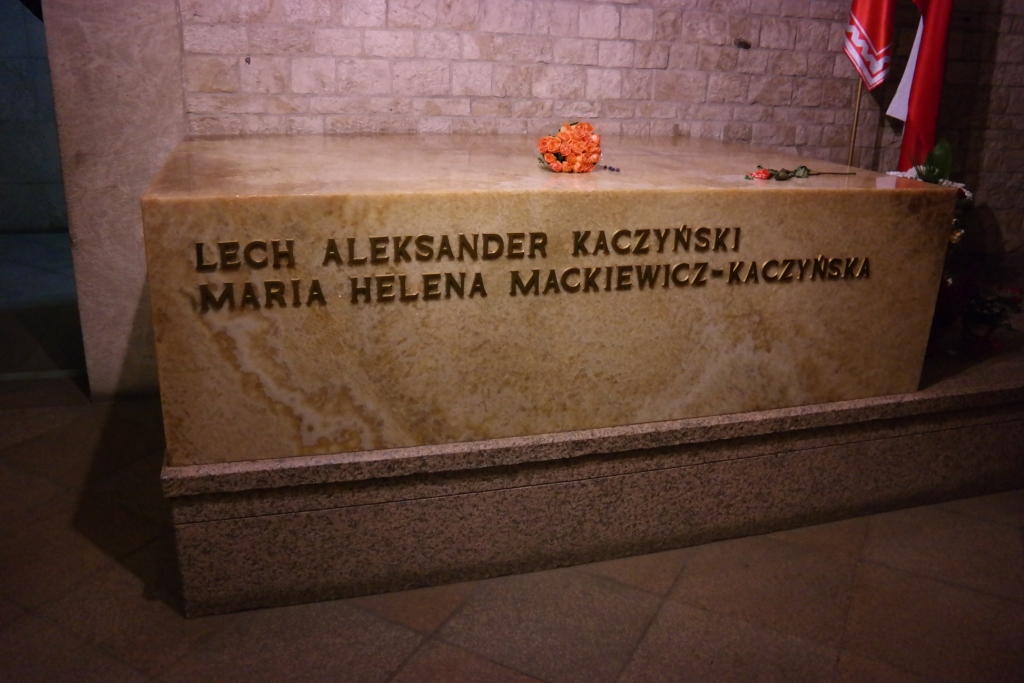 LECH ALEKSANDER KACZYŃSKI
MARIA HELENA MACKIEWICZ-KACZYŃSKA